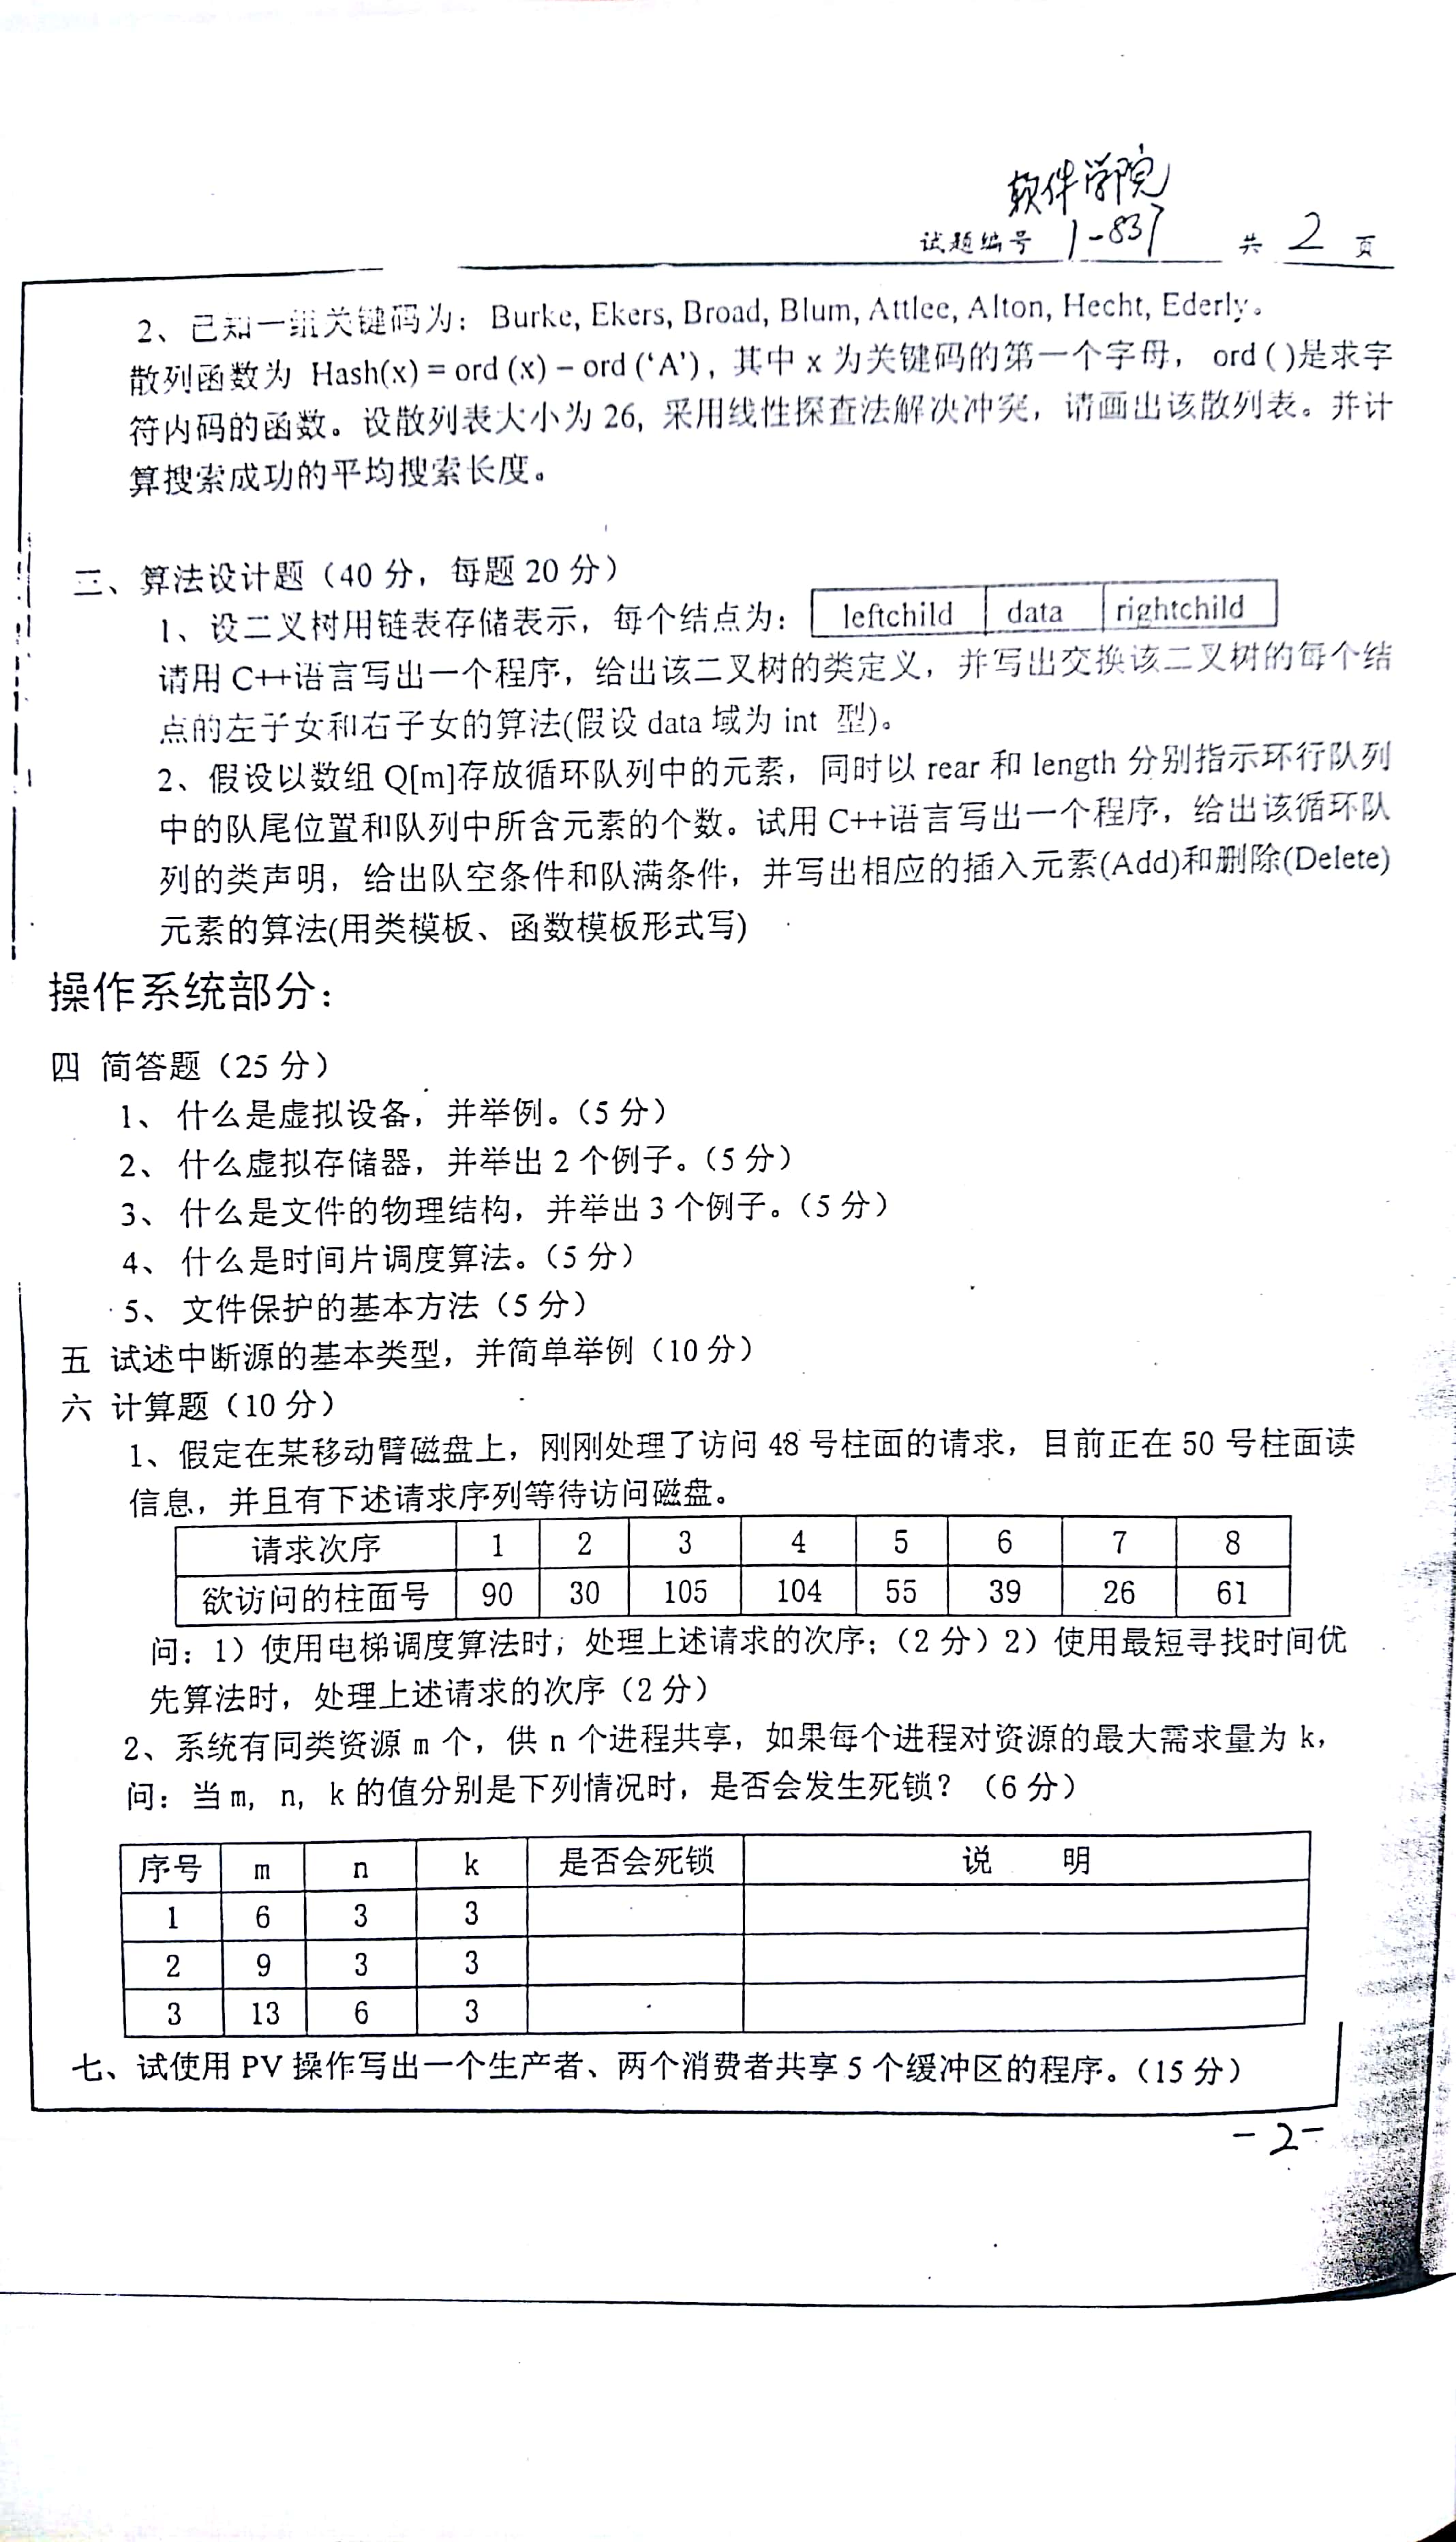 软件学院
试题编号 1-837 共 2 页
2、已知一组关键码为：Burke, Ekers, Broad, Blum, Attlee, Alton, Hecht, Ederly。
散列函数为 Hash(x) = ord (x) – ord (‘A’)，其中 x 为关键码的第一个字母， ord ( )是求字
符内码的函数。设散列表大小为 26, 采用线性探查法解决冲突，请画出该散列表。并计
算搜索成功的平均搜索长度。
三、算法设计题（40 分，每题 20 分）
1、设二叉树用链表存储表示，每个结点为： leftchild data rightchild
请用 C++语言写出一个程序，给出该二叉树的类定义，并写出交换该二叉树的每个结
点的左子女和右子女的算法(假设 data 域为 int 型)。
2、假设以数组 Q[m]存放循环队列中的元素，同时以 rear 和 length 分别指示环行队列
中的队尾位置和队列中所含元素的个数。试用 C++语言写出一个程序，给出该循环队
列的类声明，给出队空条件和队满条件，并写出相应的插入元素(Add)和删除(Delete)
元素的算法(用类模板、函数模板形式写)
操作系统部分：
四 简答题（25 分）
1、 什么是虚拟设备，并举例。（5 分）
2、 什么虚拟存储器，并举出 2 个例子。（5 分）
3、 什么是文件的物理结构，并举出 3 个例子。（5 分）
4、 什么是时间片调度算法。（5 分）
5、 文件保护的基本方法（5 分）
五 试述中断源的基本类型，并简单举例（10 分）
六 计算题（10 分）
1、假定在某移动臂磁盘上，刚刚处理了访问 48 号柱面的请求，目前正在 50 号柱面读
信息，并且有下述请求序列等待访问磁盘。
请求次序 1 2 3 4 5 6 7 8
欲访问的柱面号 90 30 105 104 55 39 26 61
问：1）使用电梯调度算法时，处理上述请求的次序；（2 分）2）使用最短寻找时间优
先算法时，处理上述请求的次序（2 分）
2、系统有同类资源 m 个，供 n 个进程共享，如果每个进程对资源的最大需求量为 k，
问：当 m, n, k 的值分别是下列情况时，是否会发生死锁？（6 分）
序号 m n k 是否会死锁 说 明
1 6 3 3
2 9 3 3
3 13 6 3
七、试使用 PV 操作写出一个生产者、两个消费者共享 5 个缓冲区的程序。（15 分）
-2-